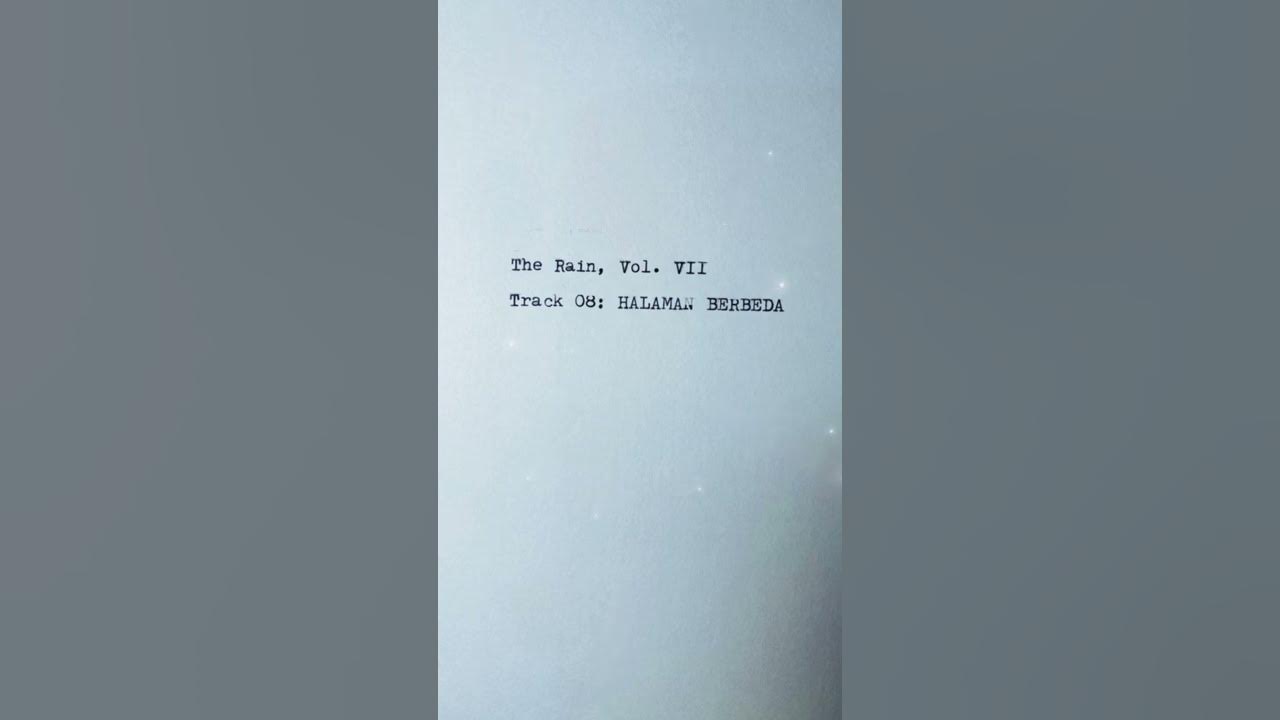 The Rain, Vol. VII
Track 08: HALAMAN BERBEDA